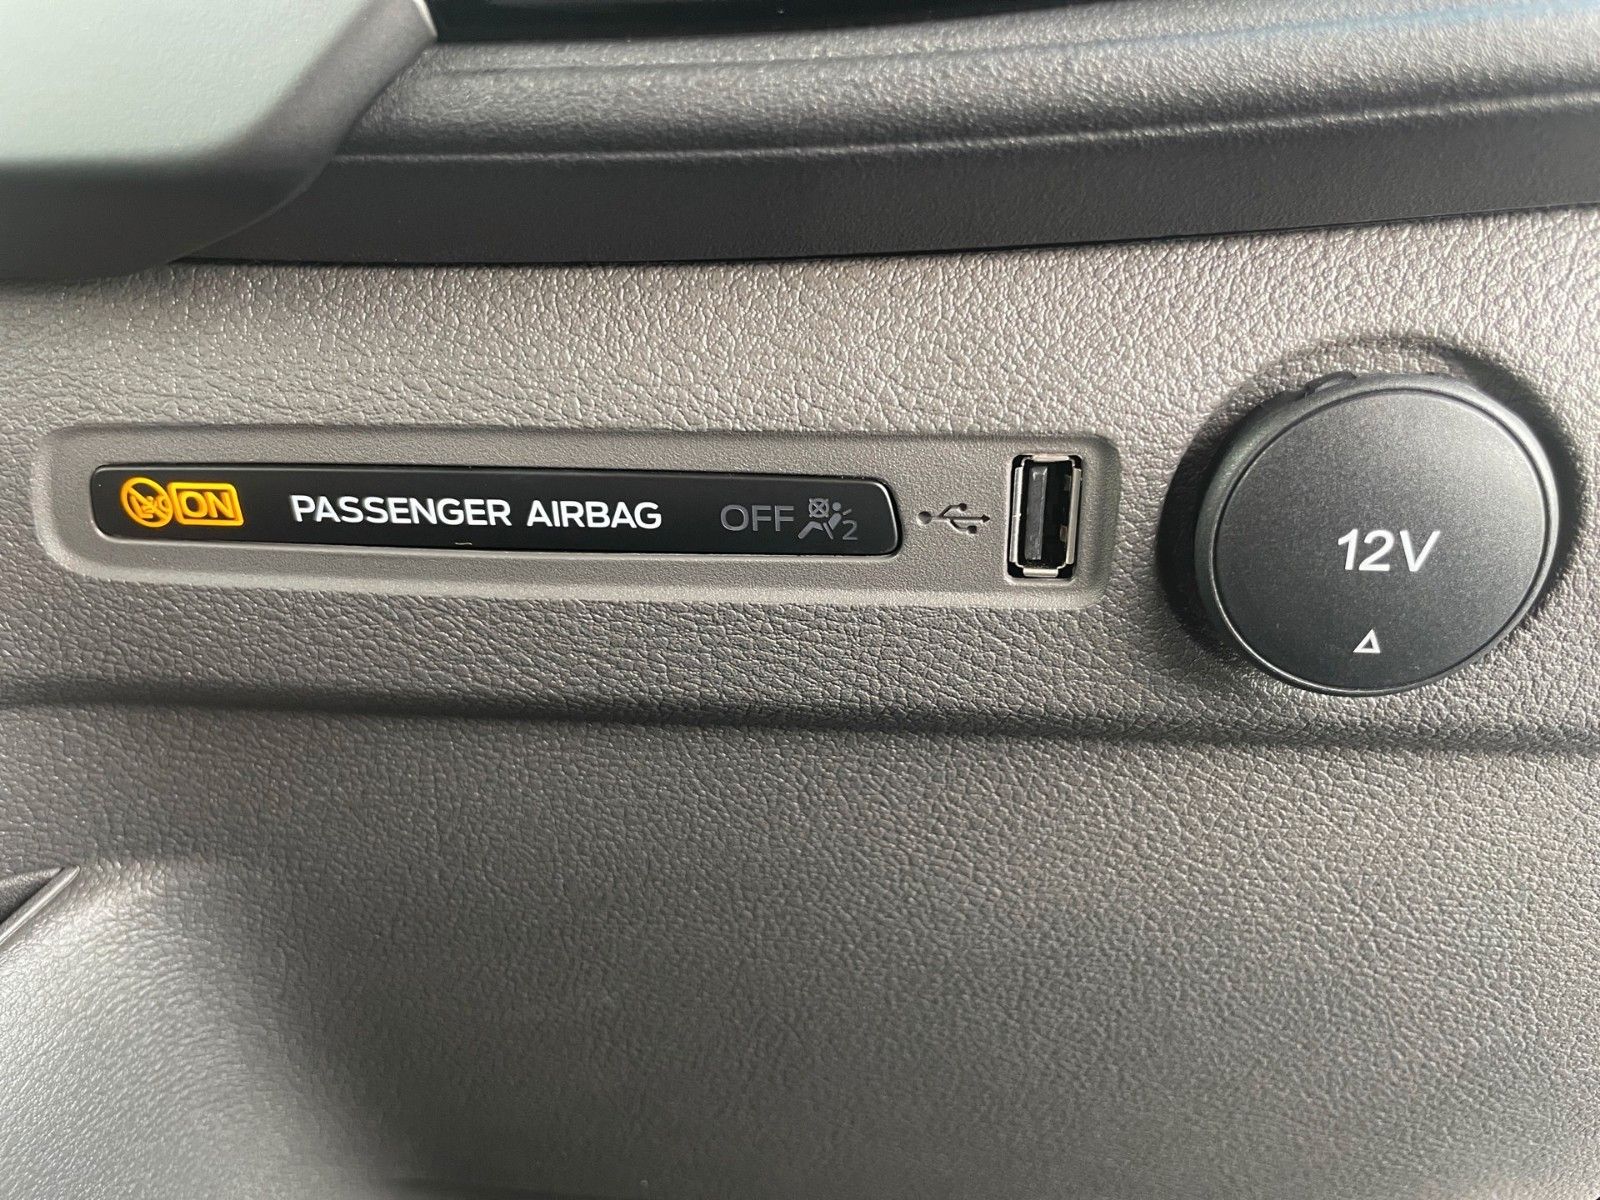 ON PASSENGER AIRBAG OFF 2
12V